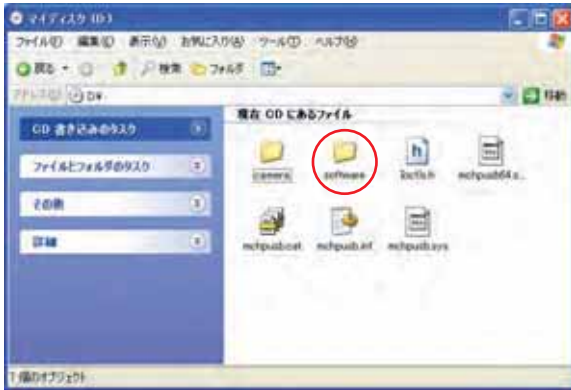 マイディスク (D:)
ファイル(F) 編集(E) 表示(V) お気に入り(A) ツール(T) ヘルプ(H)
戻る 検索 フォルダ
アドレス(D) D:¥ 移動
現在 CD にあるファイル
CD 書き込みのタスク
ファイルとフォルダのタスク
その他
詳細
camera software ioctls.h mchpusb64.s...
mchpusb.cat mchpusb.inf mchpusb.sys
1 個のオブジェクト